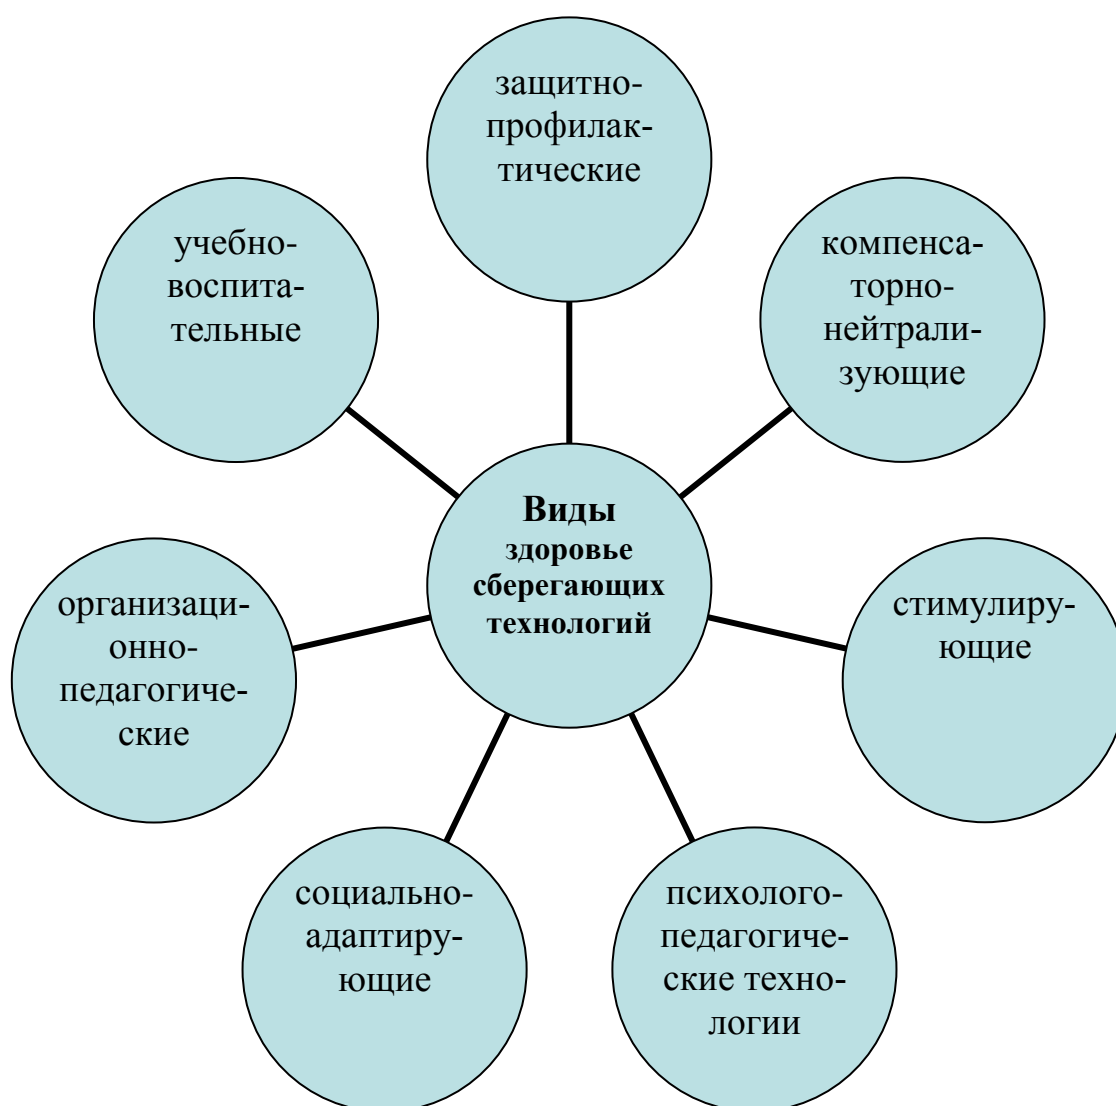 защитно-
профилак-
тические
учебно-
воспита-
тельные
компенса-
торно-
нейтрали-
зующие
Виды
здоровье
сберегающих
технологий
организаци-
онно-
педагогиче-
ские
стимулиру-
ющие
социально-
адаптиру-
ющие
психолого-
педагогиче-
ские техно-
логии